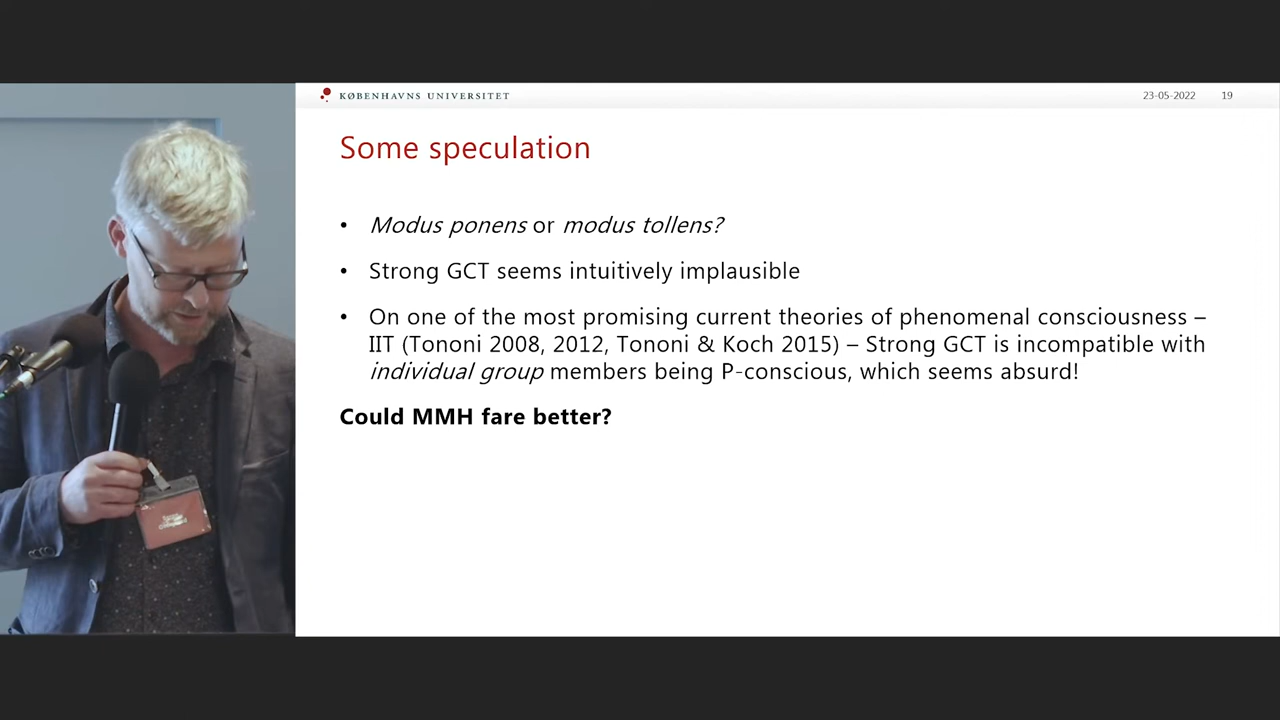 KØBENHAVNS UNIVERSITET
23-05-2022 19
Some speculation
• Modus ponens or modus tollens?
• Strong GCT seems intuitively implausible
• On one of the most promising current theories of phenomenal consciousness –
IIT (Tononi 2008, 2012, Tononi & Koch 2015) – Strong GCT is incompatible with
individual group members being P-conscious, which seems absurd!
Could MMH fare better?